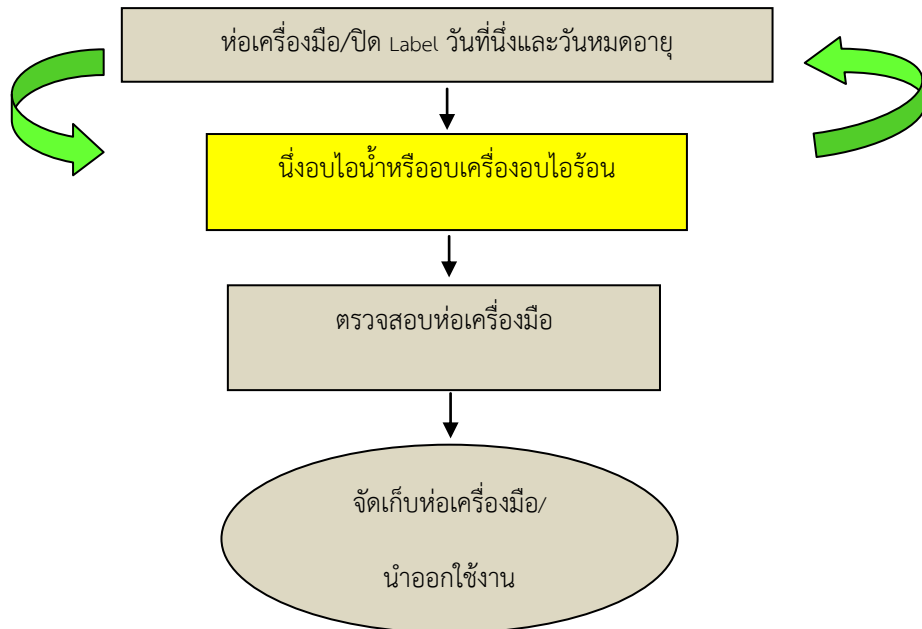 ห่อเครื่องมือ/ปิด Label วันที่นึ่งและวันหมดอายุ
นึ่งอบไอน้ำหรืออบเครื่องอบไอร้อน
ตรวจสอบห่อเครื่องมือ
จัดเก็บห่อเครื่องมือ/
นำออกใช้งาน